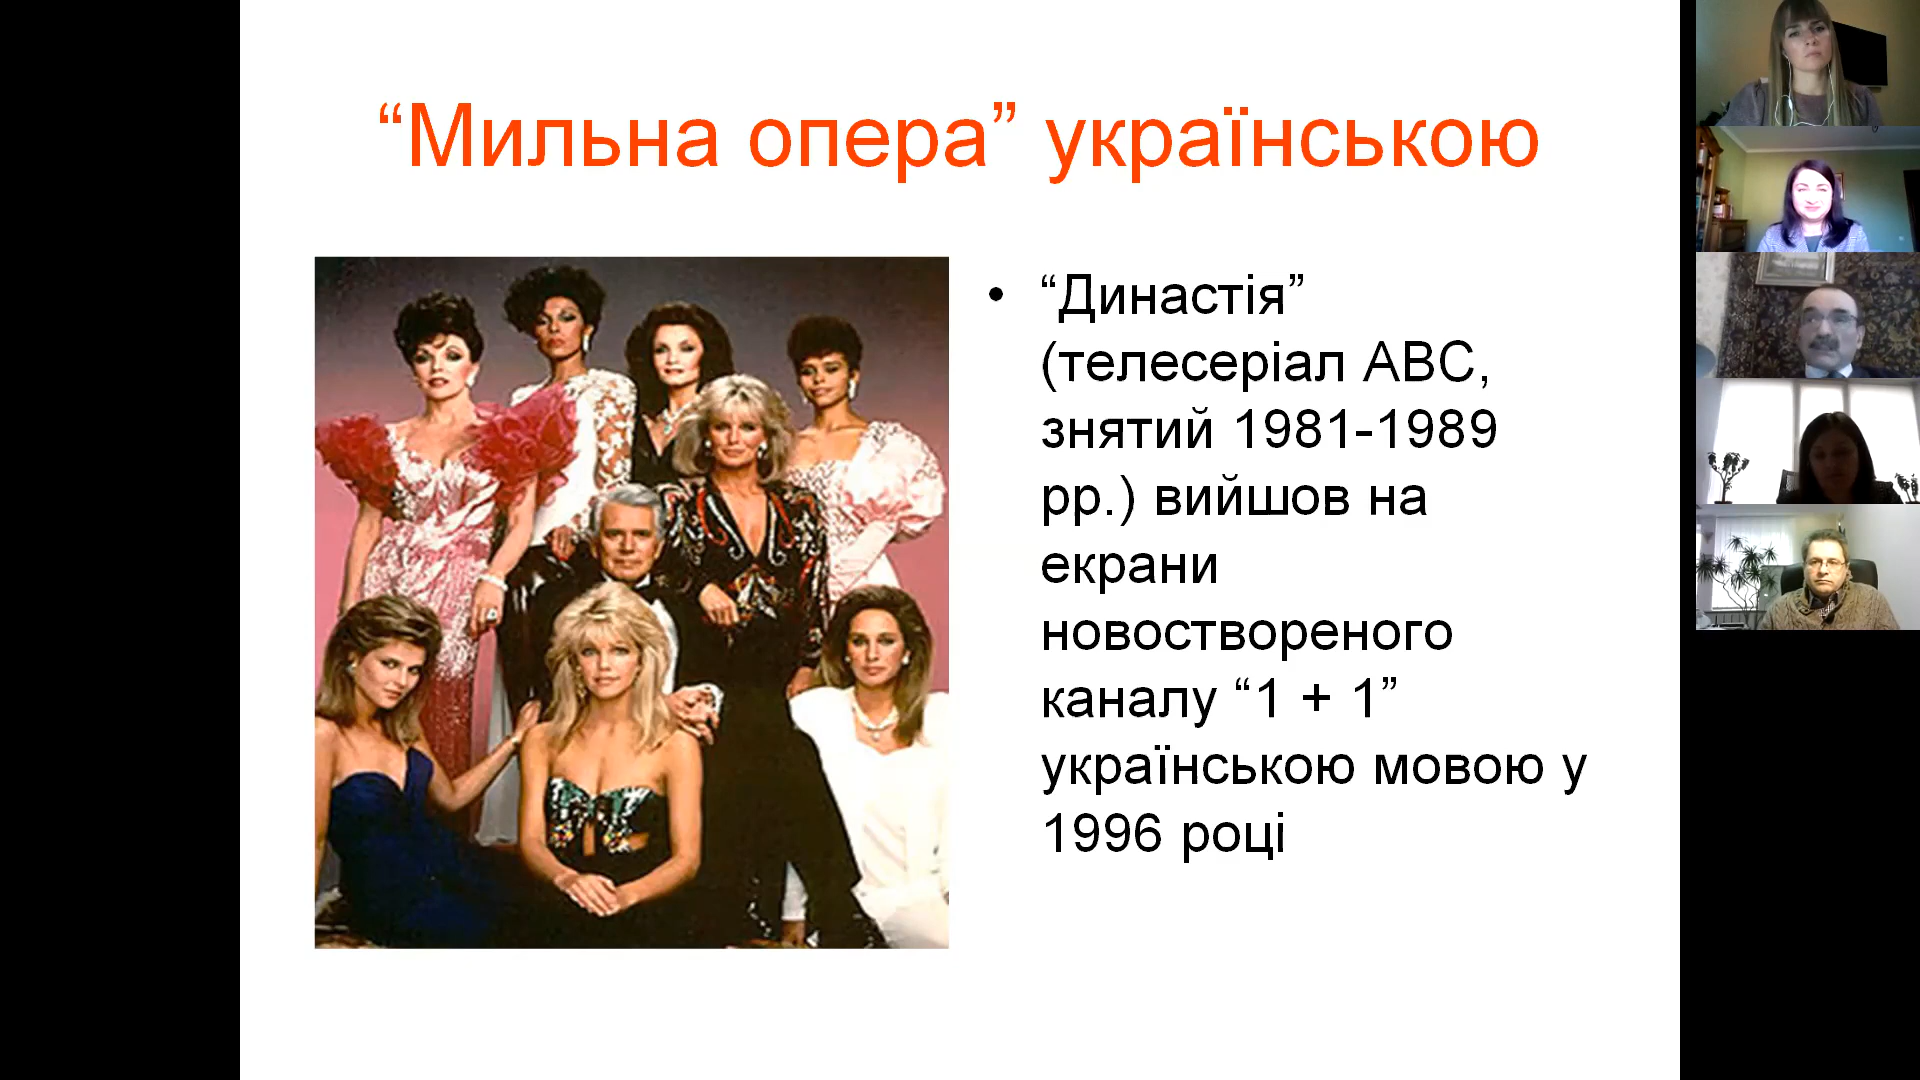 “Мильна опера” українською
• “Династія”
(телесеріал АВС,
знятий 1981-1989
рр.) вийшов на
екрани
новоствореного
каналу “1 + 1”
українською мовою у
1996 році